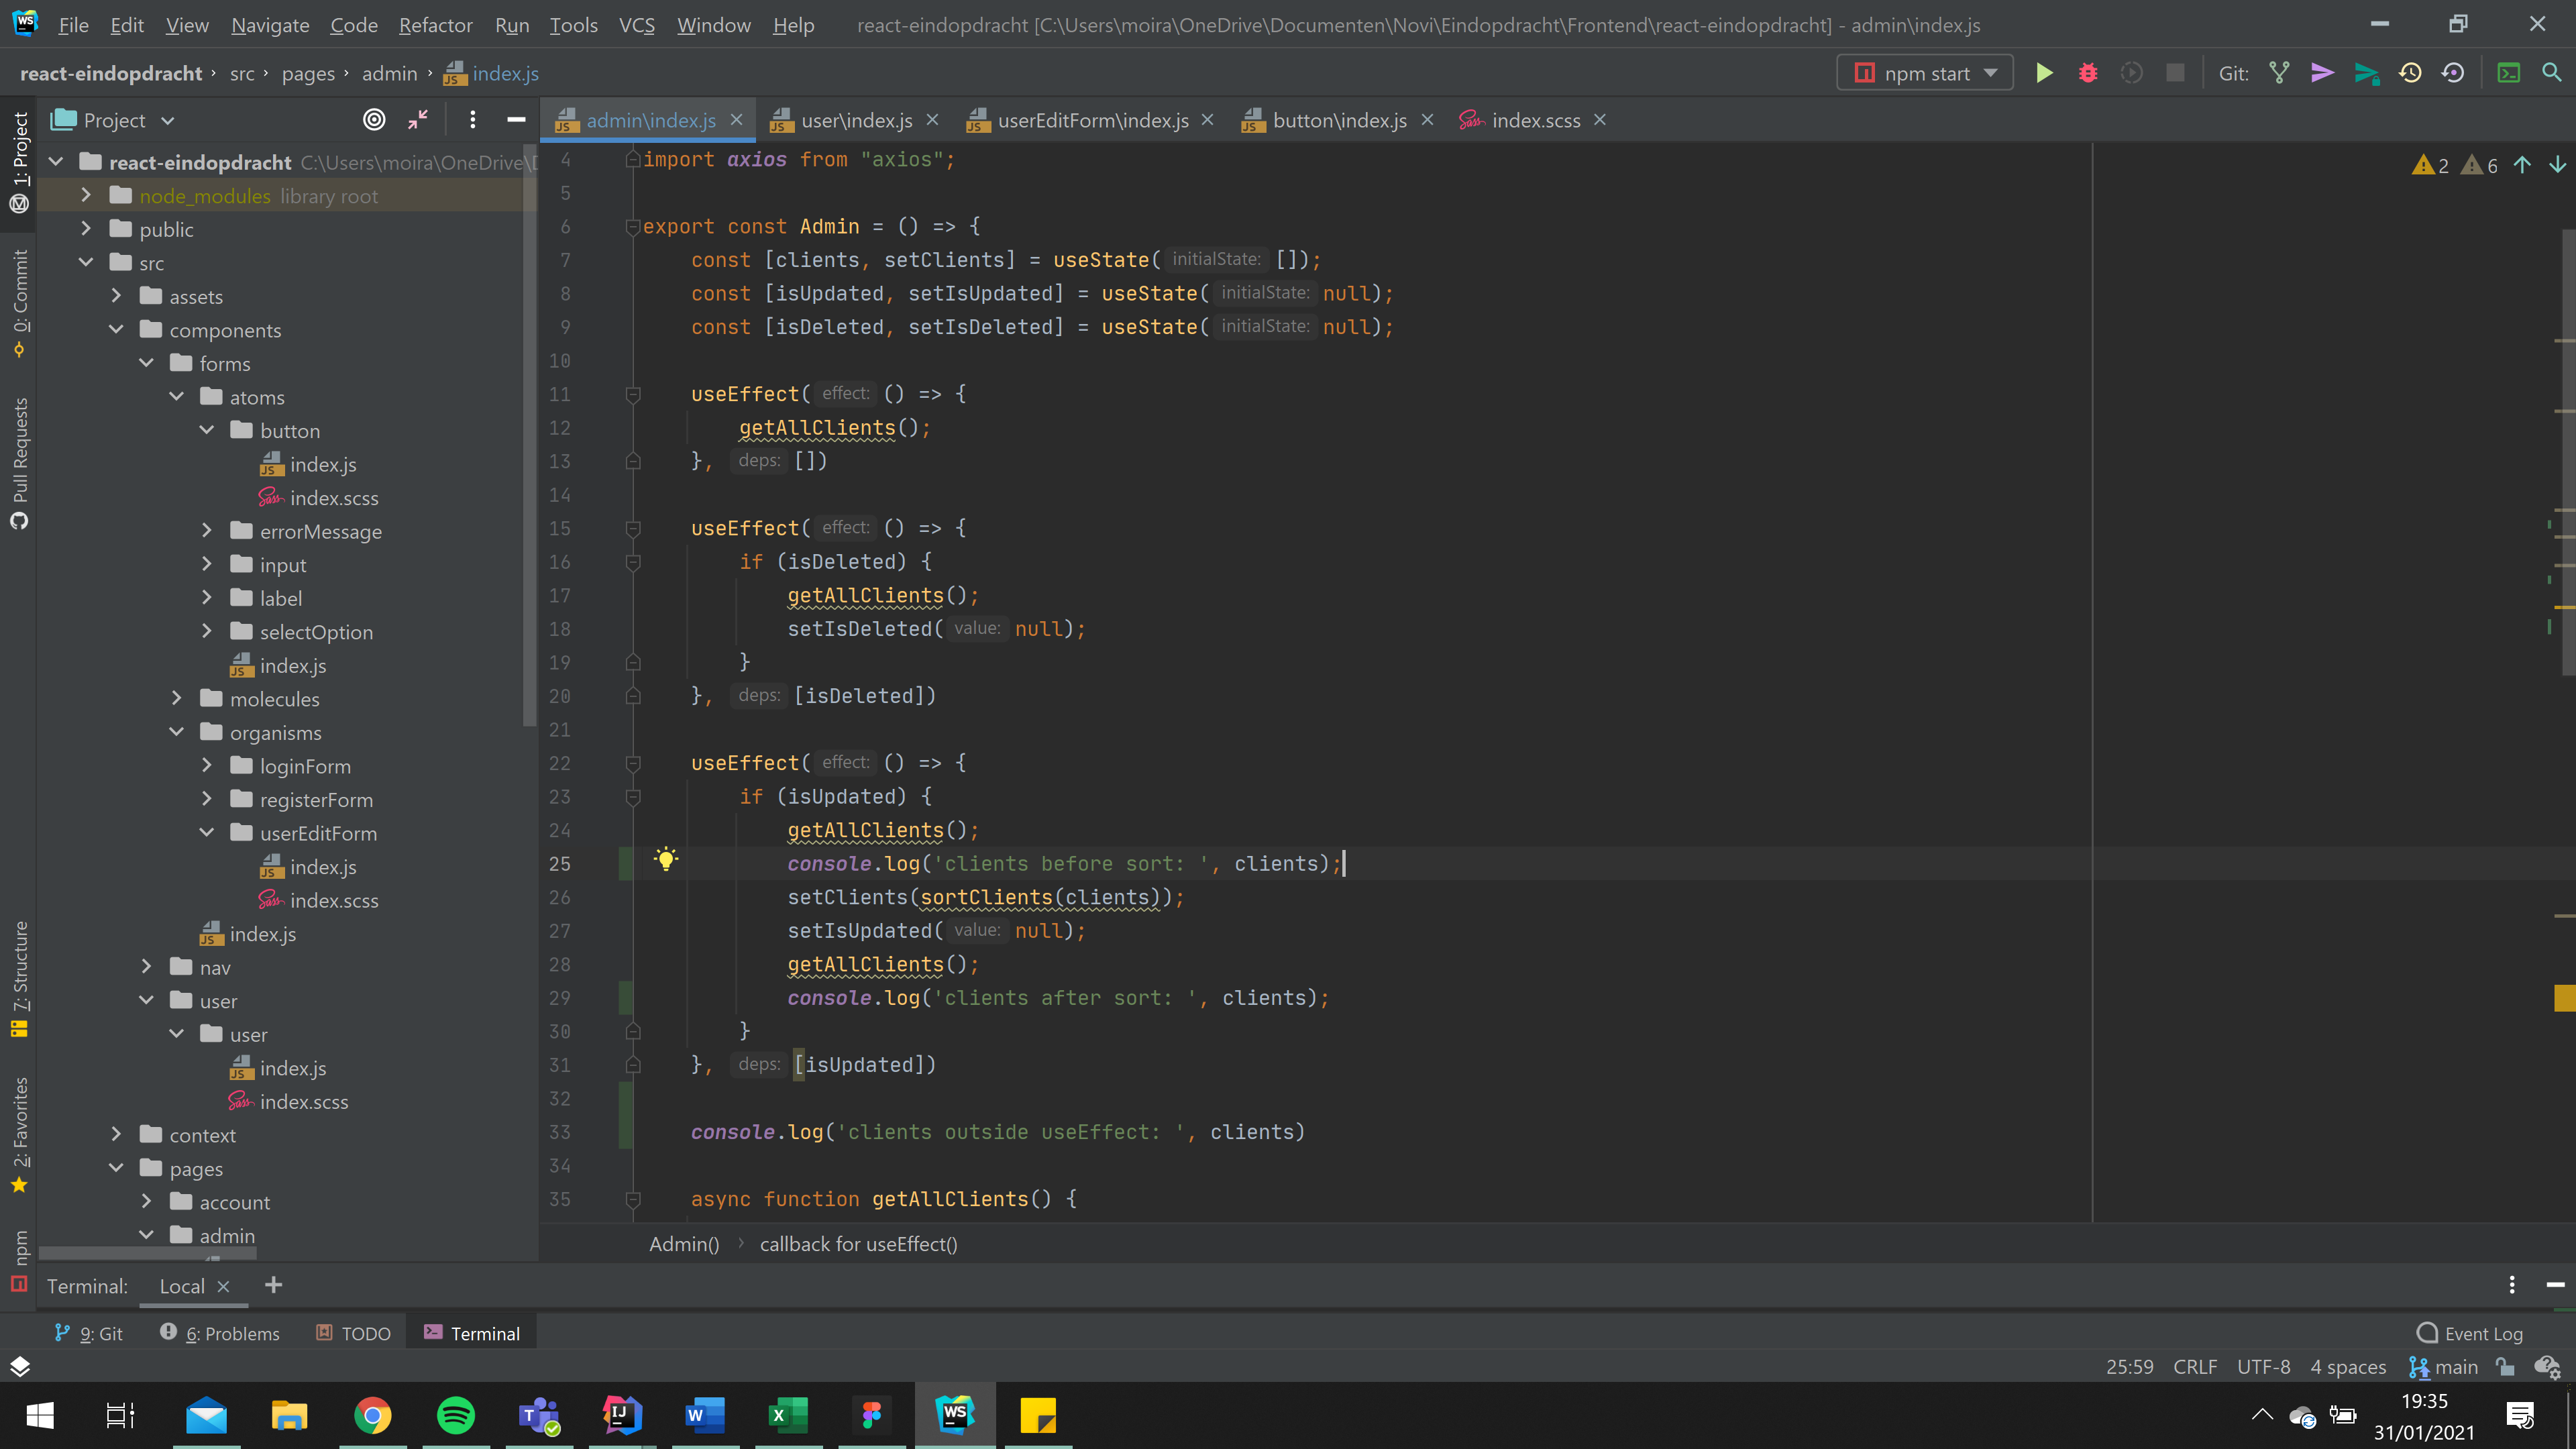 File Edit View Navigate Code Refactor Run Tools VCS Window Help react-eindopdracht [C:\Users\moira\OneDrive\Documenten\Novi\Eindopdracht\Frontend\react-eindopdracht] - admin\index.js
react-eindopdracht src pages admin index.js npm start Git:
Project admin\index.js user\index.js userEditForm\index.js button\index.js index.scss
1: Project
0: Commit
Pull Requests
7: Structure
2: Favorites
npm
react-eindopdracht C:\Users\moira\OneDrive\D
node_modules library root
public
src
assets
components
forms
atoms
button
index.js
index.scss
errorMessage
input
label
selectOption
index.js
molecules
organisms
loginForm
registerForm
userEditForm
index.js
index.scss
index.js
nav
user
user
index.js
index.scss
context
pages
account
admin
2 6
4 import axios from "axios";
5
6 export const Admin = () => {
7 const [clients, setClients] = useState( initialState: []);
8 const [isUpdated, setIsUpdated] = useState( initialState: null);
9 const [isDeleted, setIsDeleted] = useState( initialState: null);
10
11 useEffect( effect: () => {
12 getAllClients();
13 }, deps: [])
14
15 useEffect( effect: () => {
16 if (isDeleted) {
17 getAllClients();
18 setIsDeleted( value: null);
19 }
20 }, deps: [isDeleted])
21
22 useEffect( effect: () => {
23 if (isUpdated) {
24 getAllClients();
25 console.log('clients before sort: ', clients);
26 setClients(sortClients(clients));
27 setIsUpdated( value: null);
28 getAllClients();
29 console.log('clients after sort: ', clients);
30 }
31 }, deps: [isUpdated])
32
33 console.log('clients outside useEffect: ', clients)
34
35 async function getAllClients() {
Admin() callback for useEffect()
Terminal: Local
9: Git 6: Problems TODO Terminal Event Log
25:59 CRLF UTF-8 4 spaces main
19:35
31/01/2021